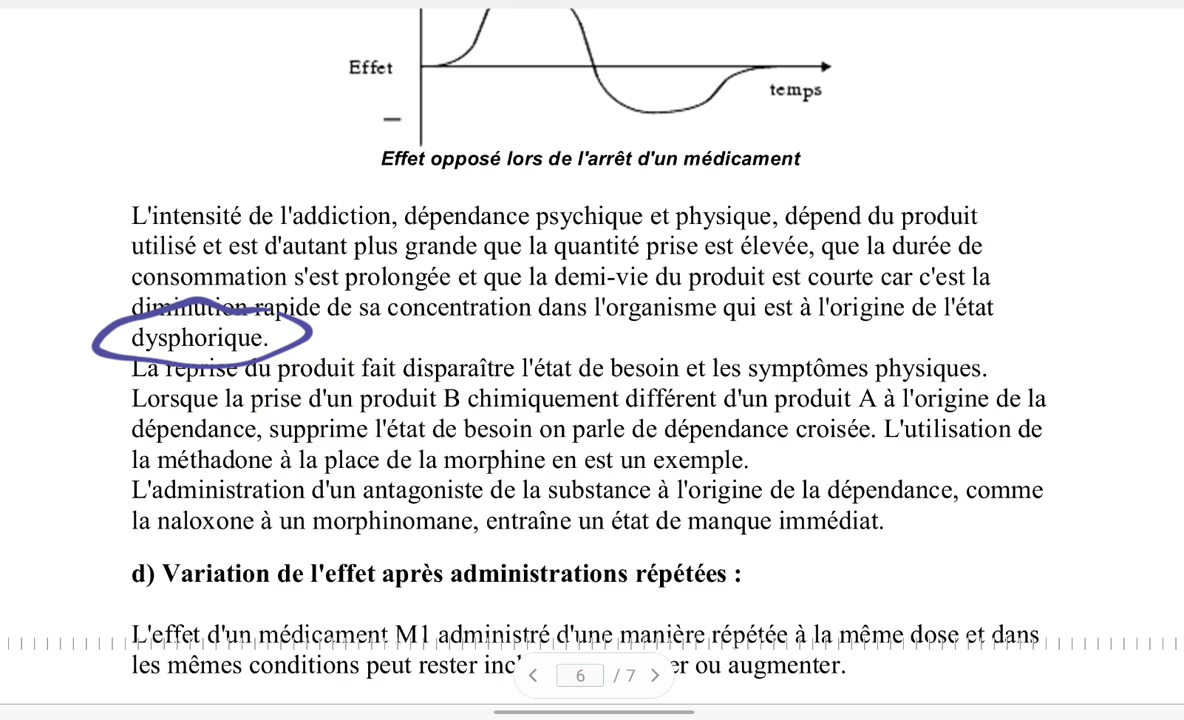 Effet
temps
Effet opposé lors de l'arrêt d'un médicament
L'intensité de l'addiction, dépendance psychique et physique, dépend du produit
utilisé et est d'autant plus grande que la quantité prise est élevée, que la durée de
consommation s'est prolongée et que la demi-vie du produit est courte car c'est la
diminution rapide de sa concentration dans l'organisme qui est à l'origine de l'état
dysphorique.
La reprise du produit fait disparaître l'état de besoin et les symptômes physiques.
Lorsque la prise d'un produit B chimiquement différent d'un produit A à l'origine de la
dépendance, supprime l'état de besoin on parle de dépendance croisée. L'utilisation de
la méthadone à la place de la morphine en est un exemple.
L'administration d'un antagoniste de la substance à l'origine de la dépendance, comme
la naloxone à un morphinomane, entraîne un état de manque immédiat.
d) Variation de l'effet après administrations répétées :
L'effet d'un médicament M1 administré d'une manière répétée à la même dose et dans
les mêmes conditions peut rester ou augmenter.
6 / 7